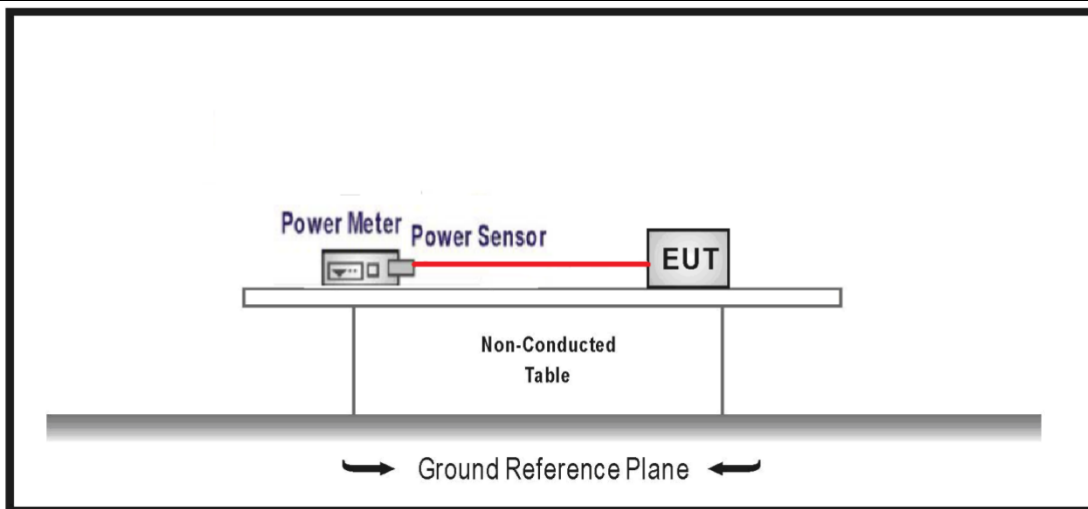 Power Meter
Power Sensor
EUT
Non-Conducted
Table
Ground Reference Plane